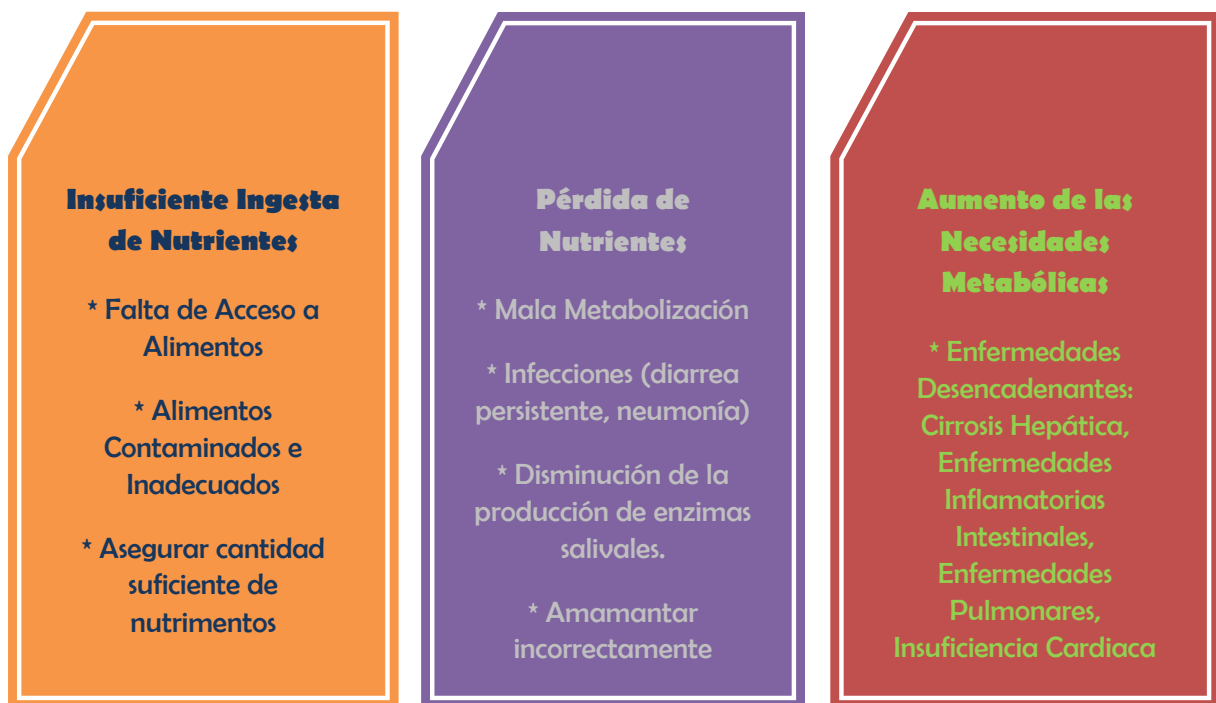 Insuficiente Ingesta
de Nutrientes
* Falta de Acceso a
Alimentos
* Alimentos
Contaminados e
Inadecuados
* Asegurar cantidad
suficiente de
nutrimentos
Pérdida de
Nutrientes
* Mala Metabolización
* Infecciones (diarrea
persistente, neumonía)
* Disminución de la
producción de enzimas
salivales.
* Amamantar
incorrectamente
Aumento de las
Necesidades
Metabólicas
* Enfermedades
Desencadenantes:
Cirrosis Hepática,
Enfermedades
Inflamatorias
Intestinales,
Enfermedades
Pulmonares,
Insuficiencia Cardiaca